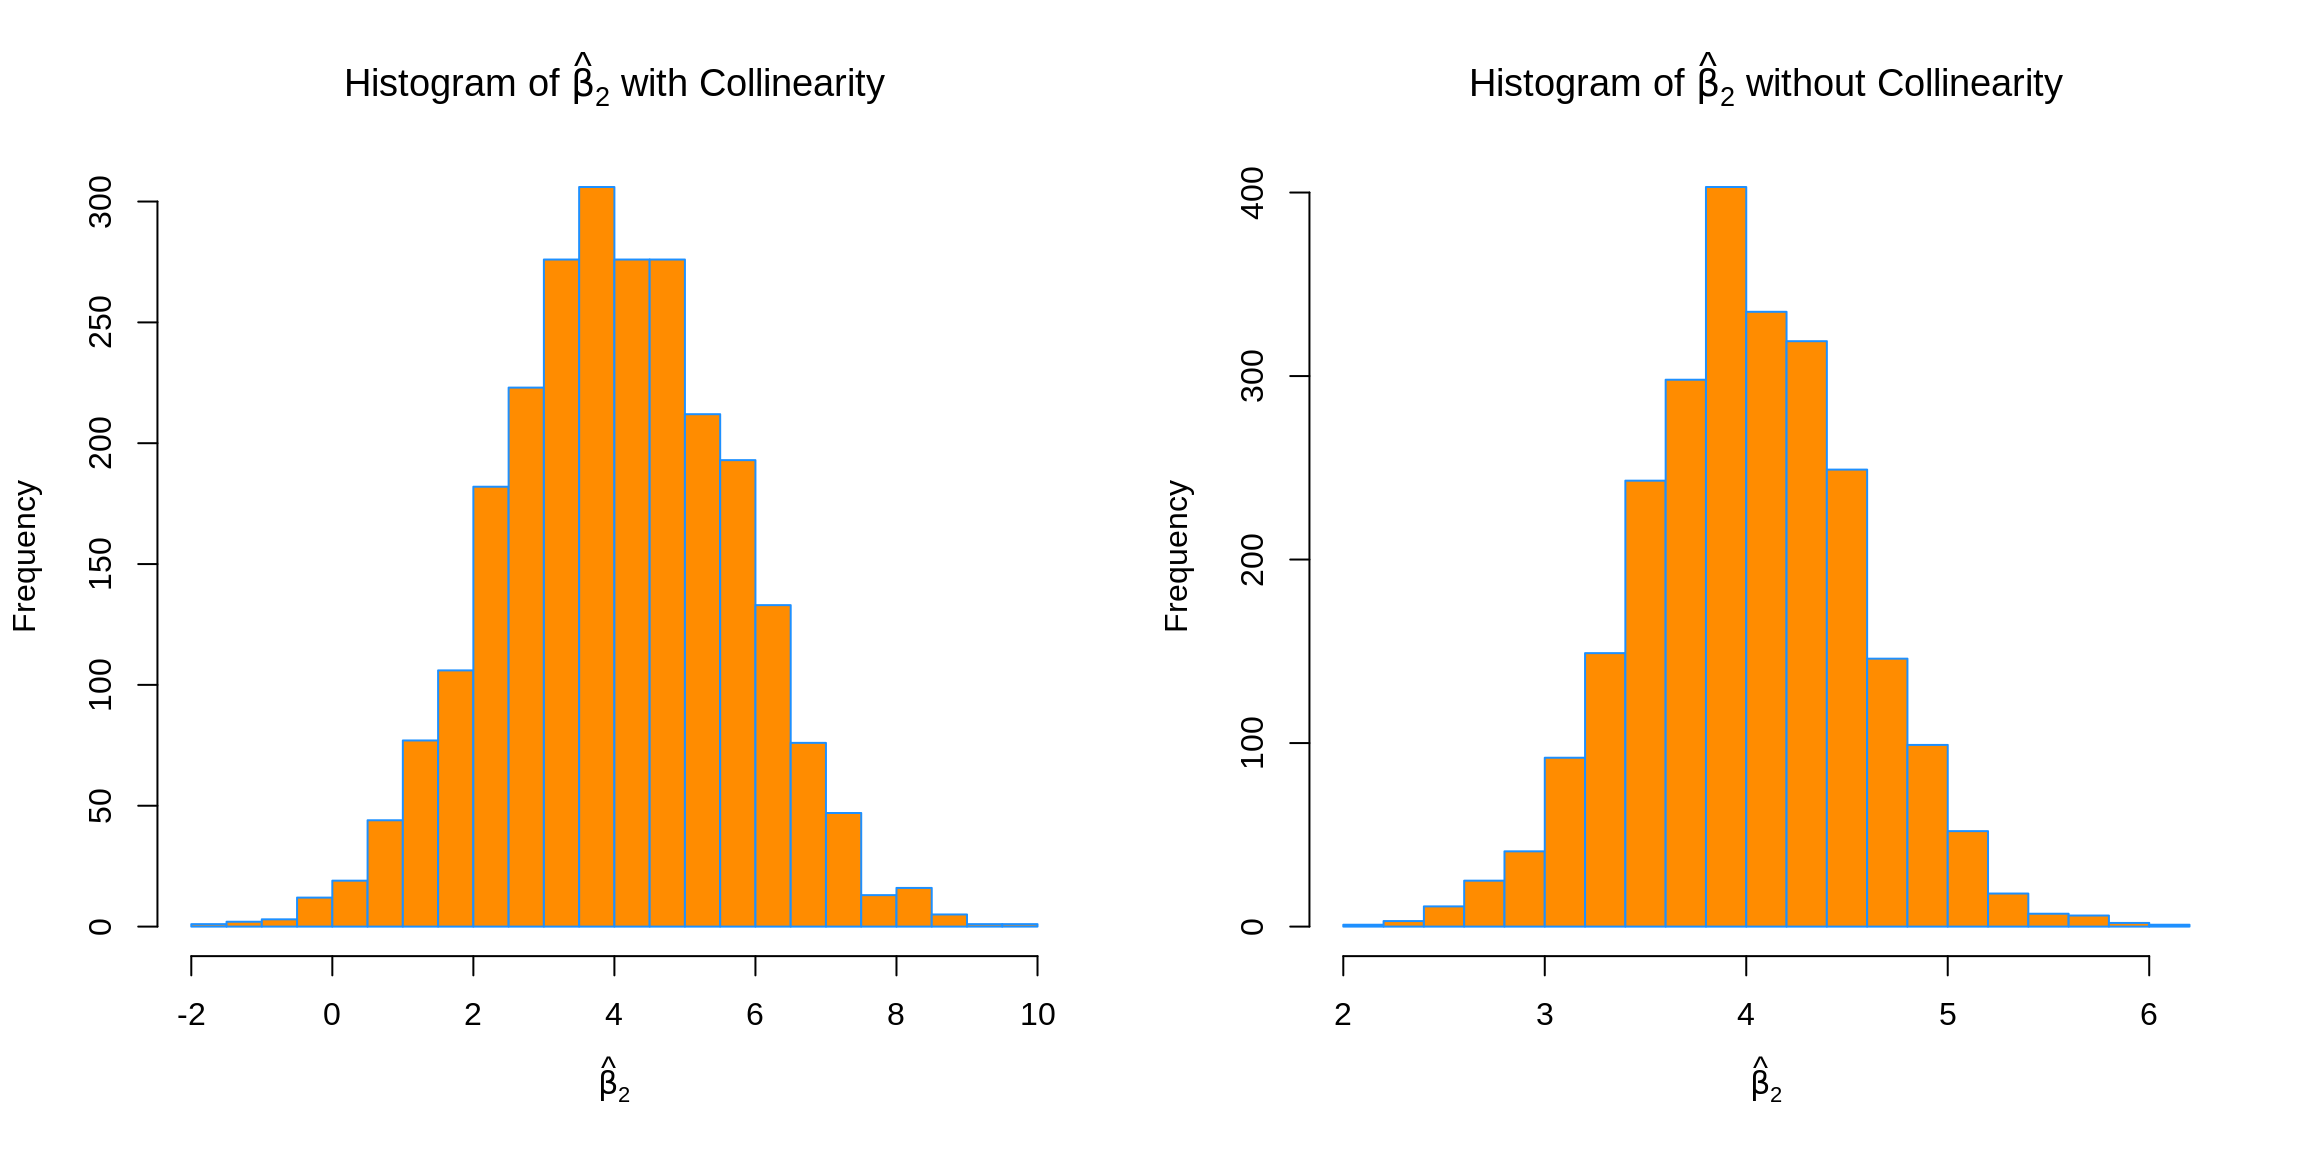 Histogram of β̂₂ with Collinearity
Frequency
300
250
200
150
100
50
0
-2 0 2 4 6 8 10
β̂₂
Histogram of β̂₂ without Collinearity
Frequency
400
300
200
100
0
2 3 4 5 6
β̂₂